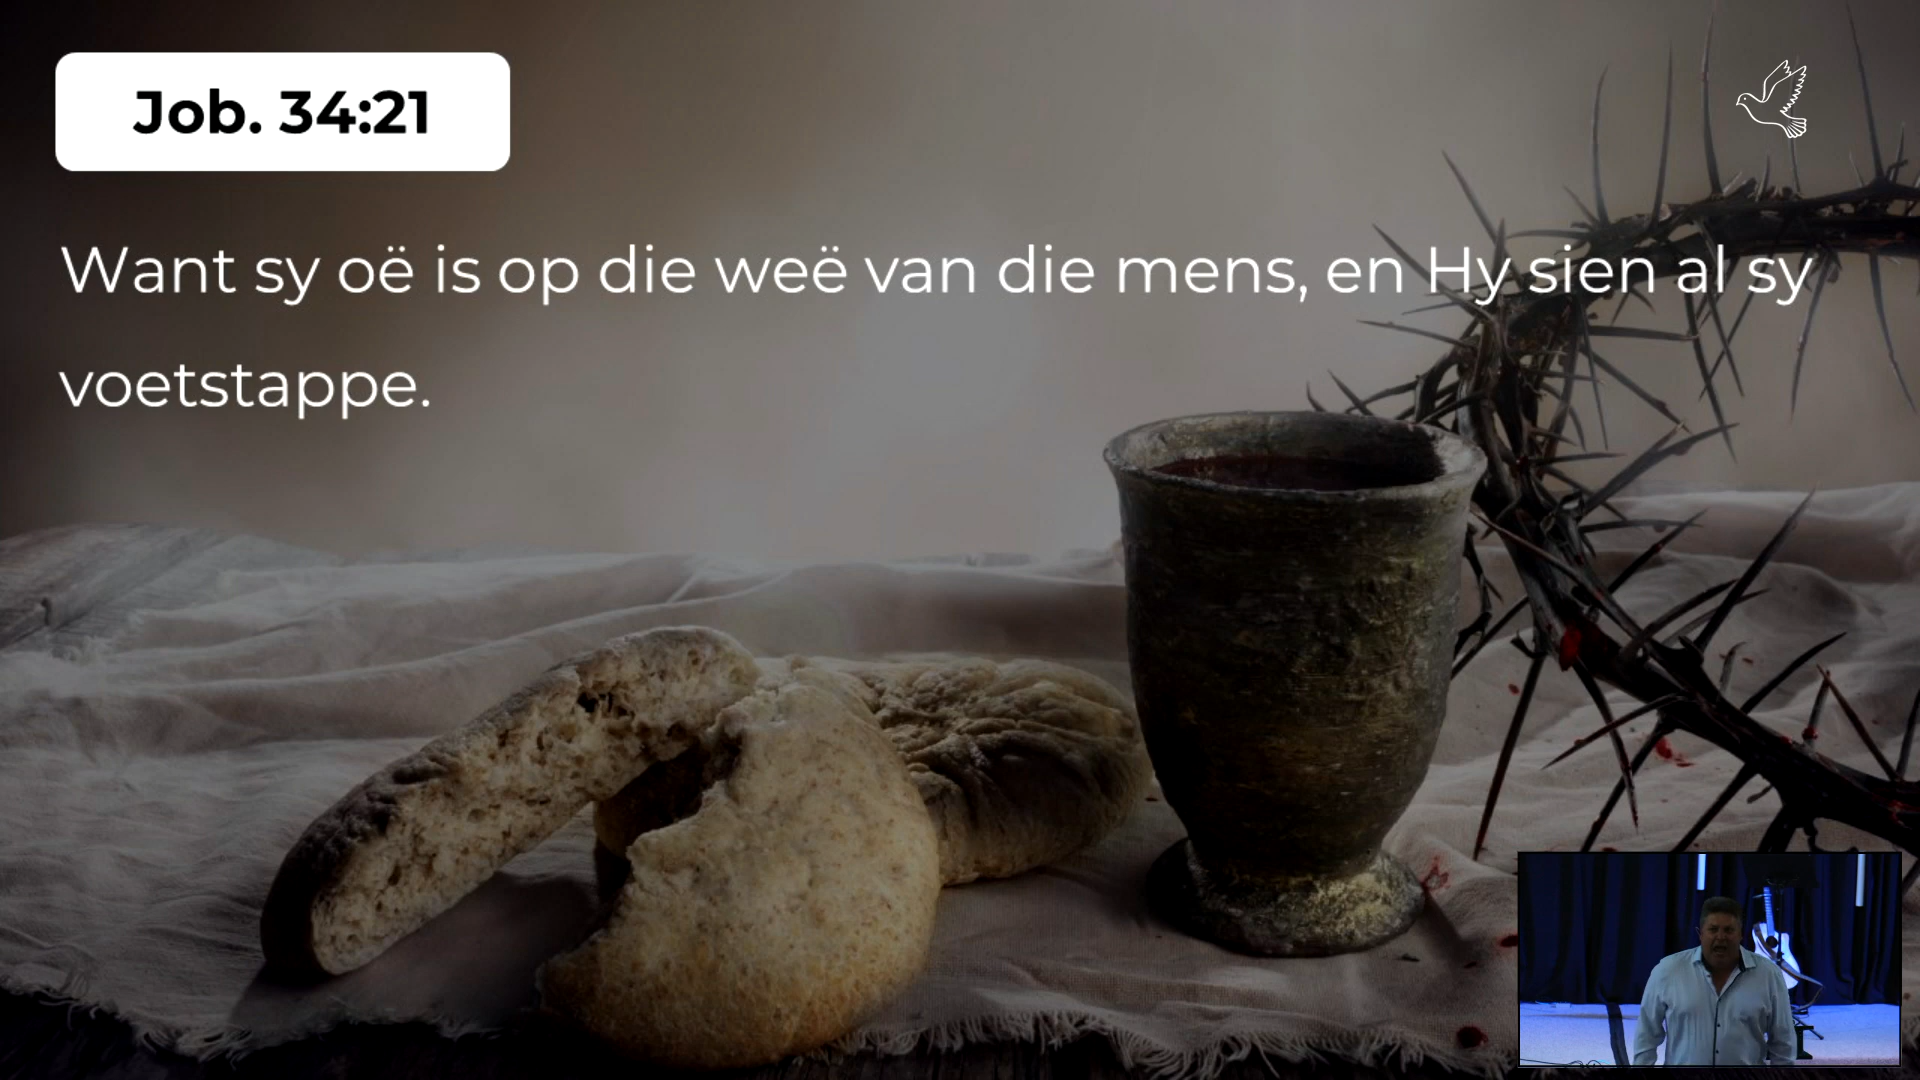 Job. 34:21
Want sy oë is op die weë van die mens, en Hy sien al sy
voetstappe.